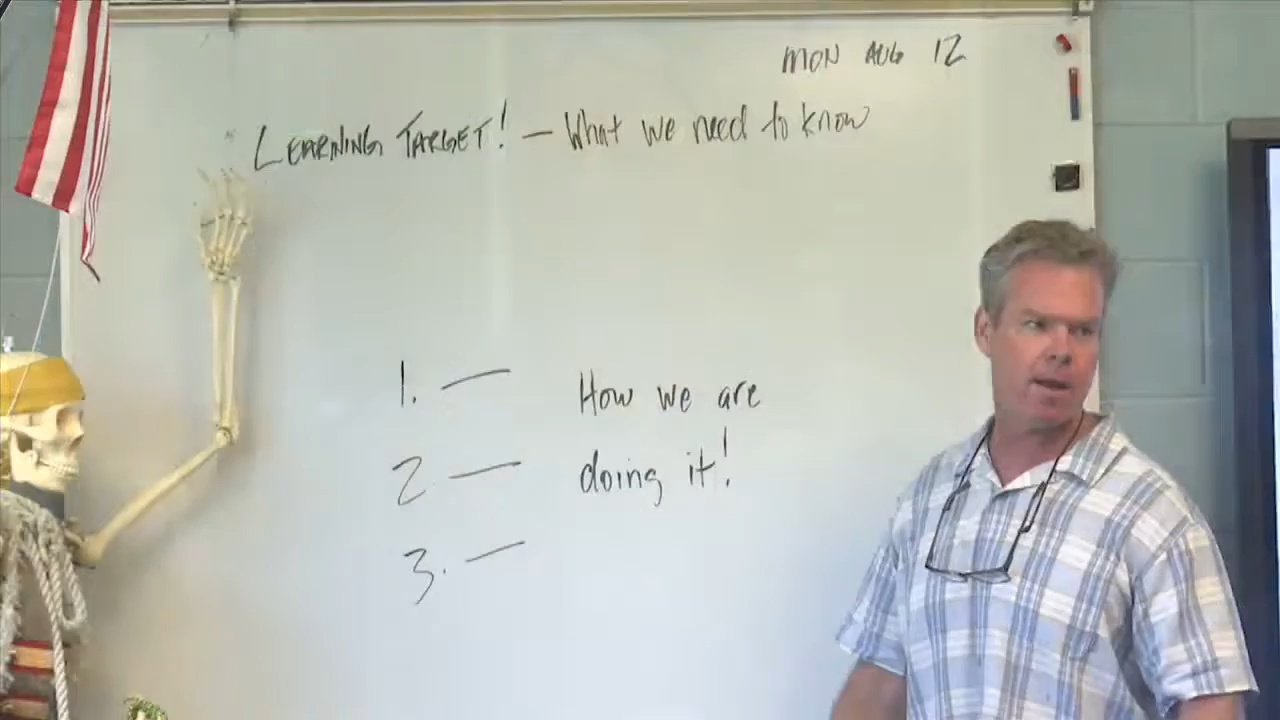 MON AUG 12
LEARNING TARGET! – What we need to know
1. — How we are
2. — doing it!
3. —